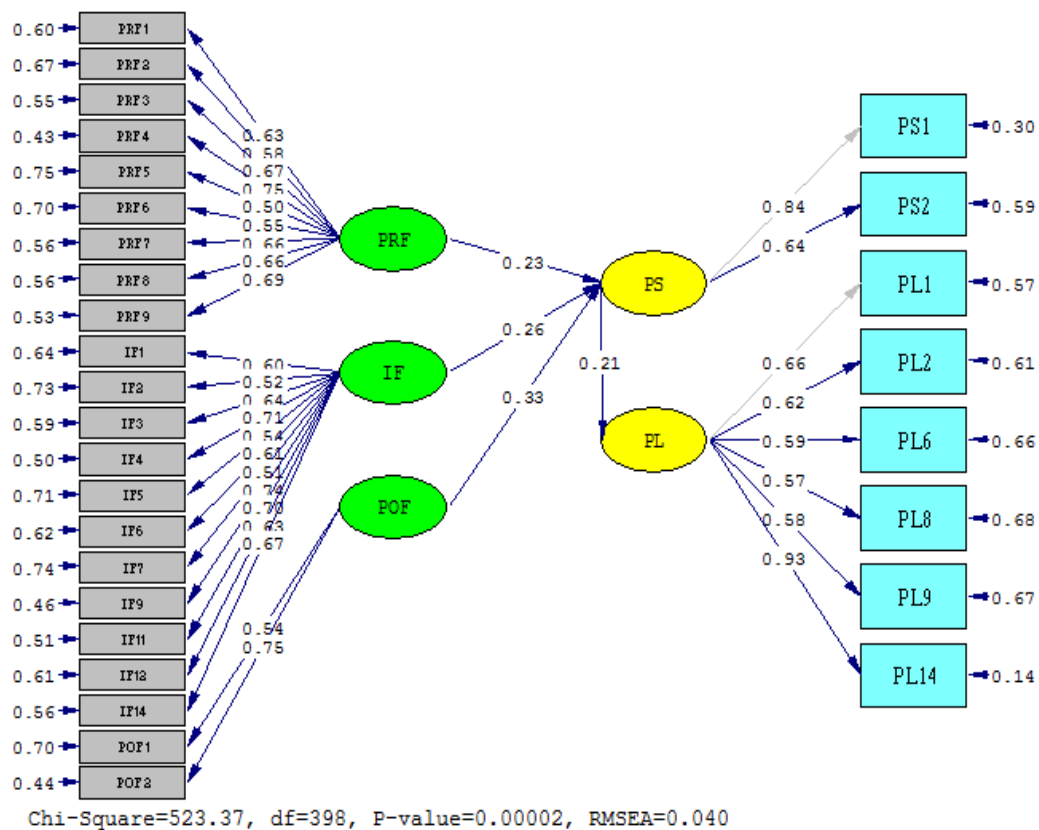 0.60 PRF1
0.67 PRF2
0.55 PRF3
0.43 PRF4
0.75 PRF5
0.70 PRF6
0.56 PRF7
0.56 PRF8
0.53 PRF9
0.64 IF1
0.73 IF2
0.59 IF3
0.50 IF4
0.71 IF5
0.62 IF6
0.74 IF7
0.46 IF9
0.51 IF11
0.61 IF12
0.56 IF14
0.70 POF1
0.44 POF2
0.63
0.58
0.67
0.75
0.50
0.55
0.66
0.66
0.69
0.60
0.52
0.64
0.71
0.54
0.61
0.51
0.74
0.70
0.63
0.67
0.54
0.75
PRF
IF
POF
0.23
0.26
0.33
PS
0.21
PL
0.84
0.64
0.66
0.62
0.59
0.57
0.58
0.93
PS1 0.30
PS2 0.59
PL1 0.57
PL2 0.61
PL6 0.66
PL8 0.68
PL9 0.67
PL14 0.14
Chi-Square=523.37, df=398, P-value=0.00002, RMSEA=0.040